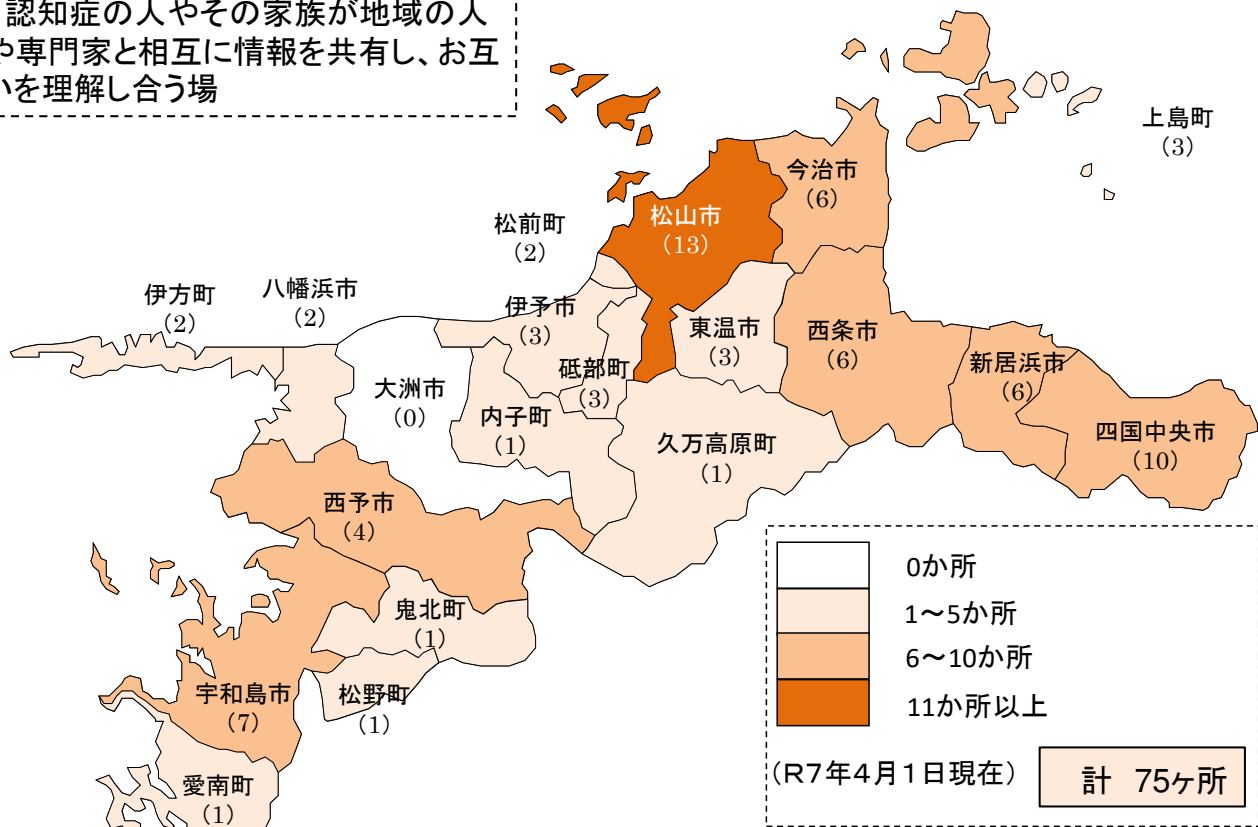 認知症の人やその家族が地域の人
や専門家と相互に情報を共有し、お互
いを理解し合う場
上島町
(3)
今治市
(6)
松山市
(13)
松前町
(2)
伊方町
(2)
八幡浜市
(2)
伊予市
(3)
東温市
(3)
西条市
(6)
新居浜市
(6)
四国中央市
(10)
砥部町
(3)
大洲市
(0)
内子町
(1)
久万高原町
(1)
西予市
(4)
鬼北町
(1)
宇和島市
(7)
松野町
(1)
愛南町
(1)
0か所
1～5か所
6～10か所
11か所以上
(R7年4月1日現在)
計 75ヶ所